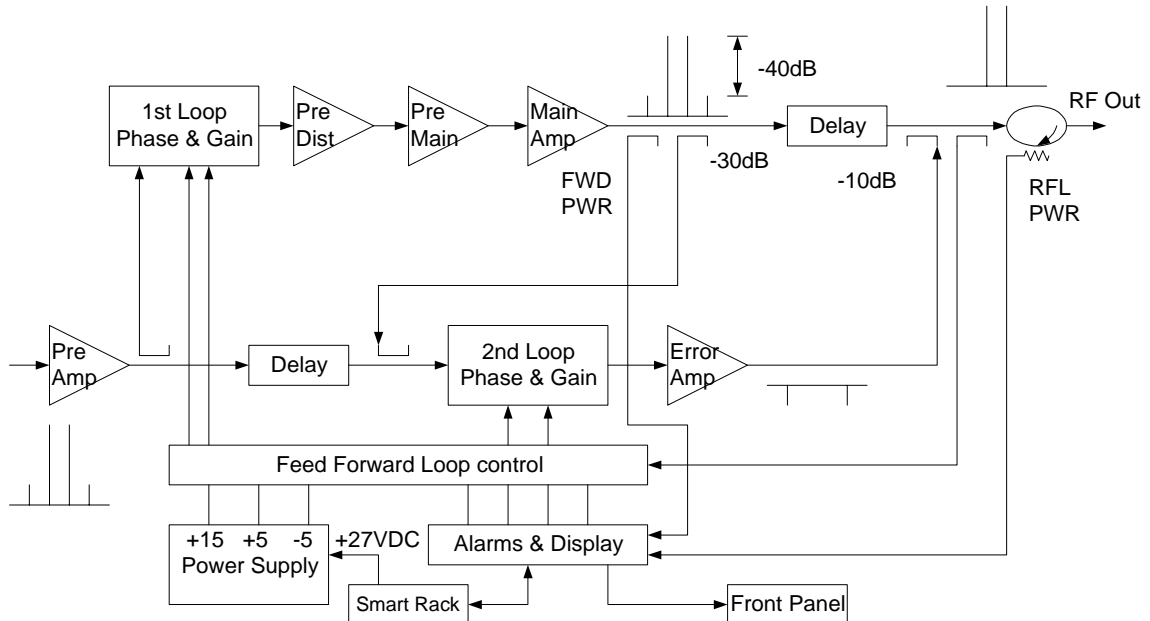 -40dB
1st Loop
Phase & Gain
Pre
Dist
Pre
Main
Main
Amp
Delay
RF Out
-30dB
-10dB
FWD
PWR
RFL
PWR
Pre
Amp
Delay
2nd Loop
Phase & Gain
Error
Amp
Feed Forward Loop control
+15 +5 -5
Power Supply
+27VDC
Alarms & Display
Smart Rack
Front Panel